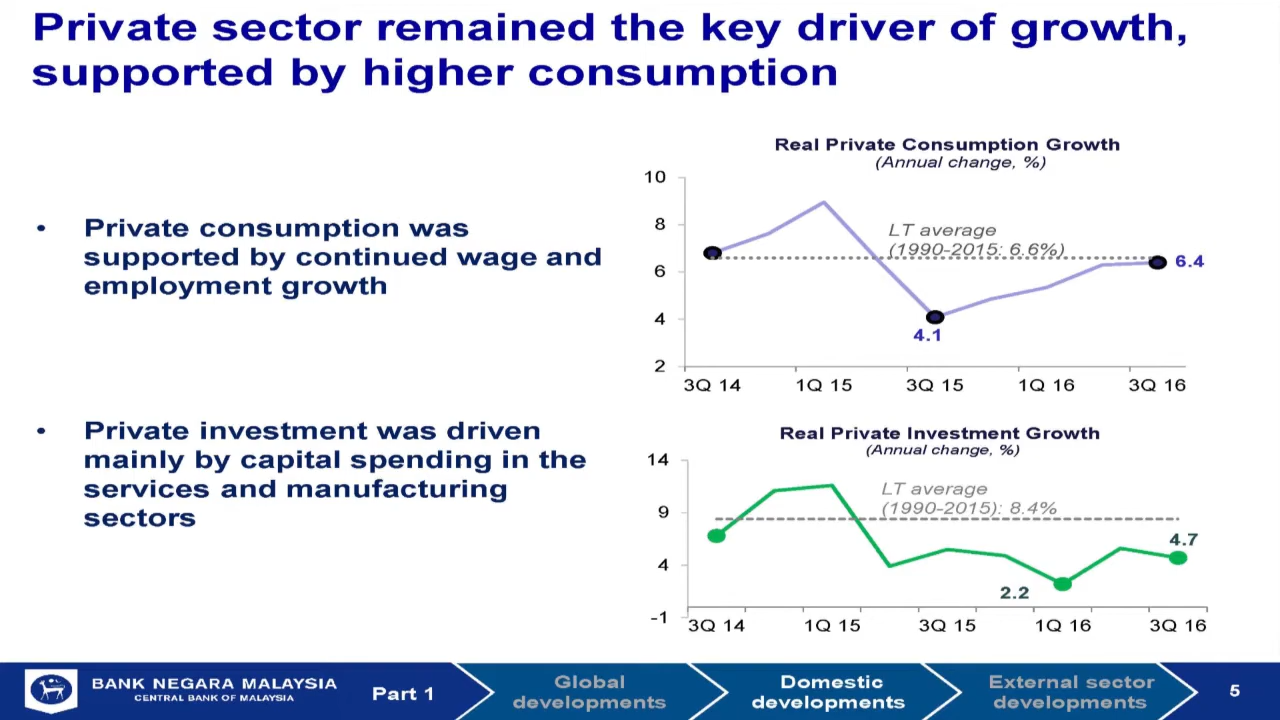 Private sector remained the key driver of growth,
supported by higher consumption
• Private consumption was
supported by continued wage and
employment growth
• Private investment was driven
mainly by capital spending in the
services and manufacturing
sectors
Real Private Consumption Growth
(Annual change, %)
10
8
6
4
2
LT average
(1990-2015: 6.6%)
6.4
4.1
3Q 14 1Q 15 3Q 15 1Q 16 3Q 16
Real Private Investment Growth
(Annual change, %)
14
9
4
-1
LT average
(1990-2015): 8.4%
4.7
2.2
3Q 14 1Q 15 3Q 15 1Q 16 3Q 16
BANK NEGARA MALAYSIA
CENTRAL BANK OF MALAYSIA
Part 1
Global
developments
Domestic
developments
External sector
developments
5